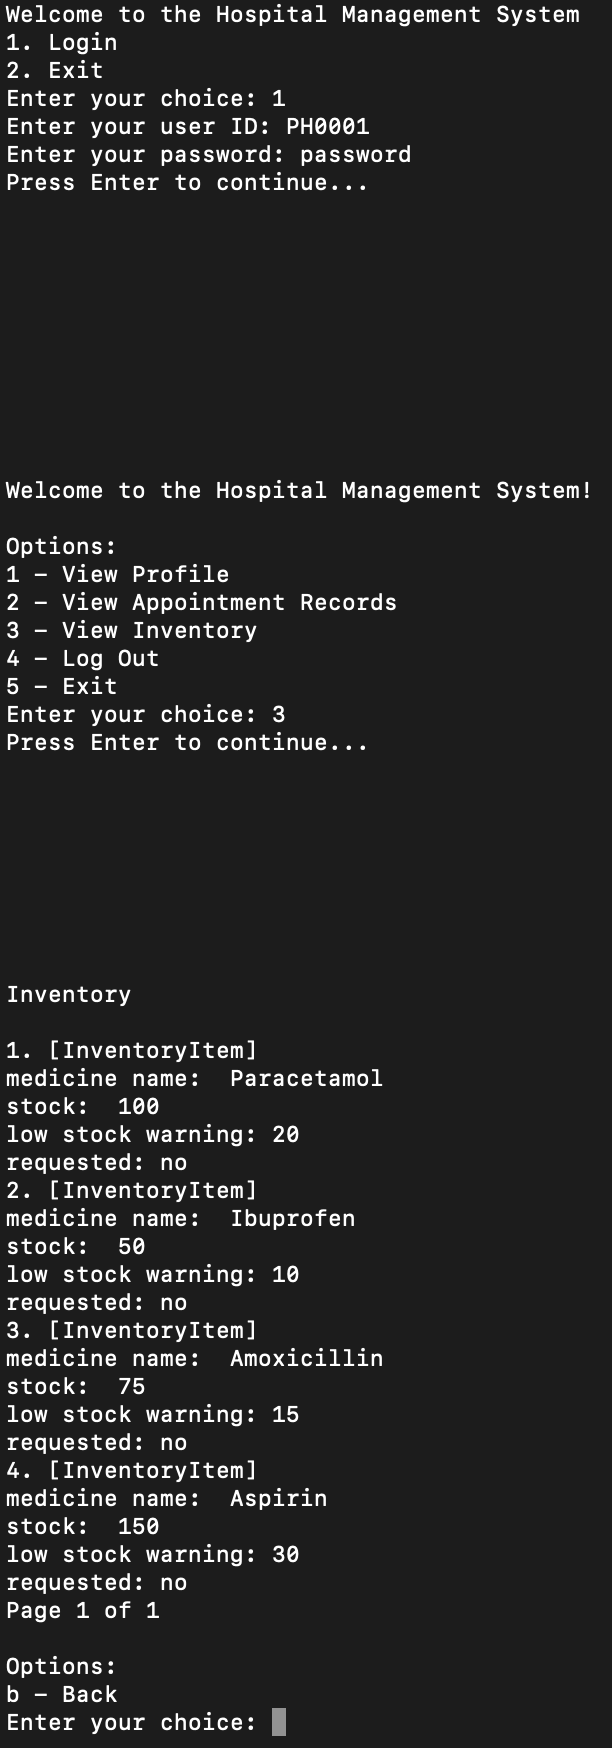 Welcome to the Hospital Management System
1. Login
2. Exit
Enter your choice: 1
Enter your user ID: PH0001
Enter your password: password
Press Enter to continue...
Welcome to the Hospital Management System!
Options:
1 – View Profile
2 – View Appointment Records
3 – View Inventory
4 – Log Out
5 – Exit
Enter your choice: 3
Press Enter to continue...
Inventory
1. [InventoryItem]
medicine name:  Paracetamol
stock:  100
low stock warning: 20
requested: no
2. [InventoryItem]
medicine name:  Ibuprofen
stock:  50
low stock warning: 10
requested: no
3. [InventoryItem]
medicine name:  Amoxicillin
stock:  75
low stock warning: 15
requested: no
4. [InventoryItem]
medicine name:  Aspirin
stock:  150
low stock warning: 30
requested: no
Page 1 of 1
Options:
b – Back
Enter your choice: